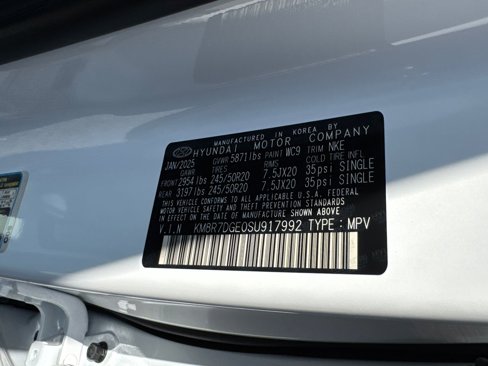 MANUFACTURED IN KOREA BY
HYUNDAI MOTOR COMPANY
JAN/2025 GVWR 5871lbs PAINT WC9 TRIM NKE
GAWR TIRES RIMS COLD TIRE INFL
FRONT 2954 lbs 245/50R20 7.5JX20 35psi SINGLE
REAR 3197lbs 245/50R20 7.5JX20 35psi SINGLE
THIS VEHICLE CONFORMS TO ALL APPLICABLE U.S.A. FEDERAL
MOTOR VEHICLE SAFETY AND THEFT PREVENTION STANDARDS
IN EFFECT ON THE DATE OF MANUFACTURE SHOWN ABOVE.
V.I.N KMBR7DGE0SU917992 TYPE : MPV